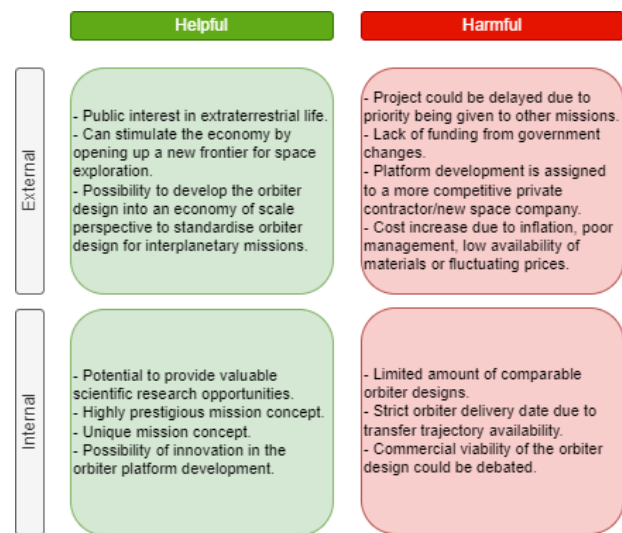 Helpful
Harmful
External
- Public interest in extraterrestrial life.
- Can stimulate the economy by
opening up a new frontier for space
exploration.
- Possibility to develop the orbiter
design into an economy of scale
perspective to standardise orbiter
design for interplanetary missions.
- Project could be delayed due to
priority being given to other missions.
- Lack of funding from government
changes.
- Platform development is assigned
to a more competitive private
contractor/new space company.
- Cost increase due to inflation, poor
management, low availability of
materials or fluctuating prices.
Internal
- Potential to provide valuable
scientific research opportunities.
- Highly prestigious mission concept.
- Unique mission concept.
- Possibility of innovation in the
orbiter platform development.
- Limited amount of comparable
orbiter designs.
- Strict orbiter delivery date due to
transfer trajectory availability.
- Commercial viability of the orbiter
design could be debated.